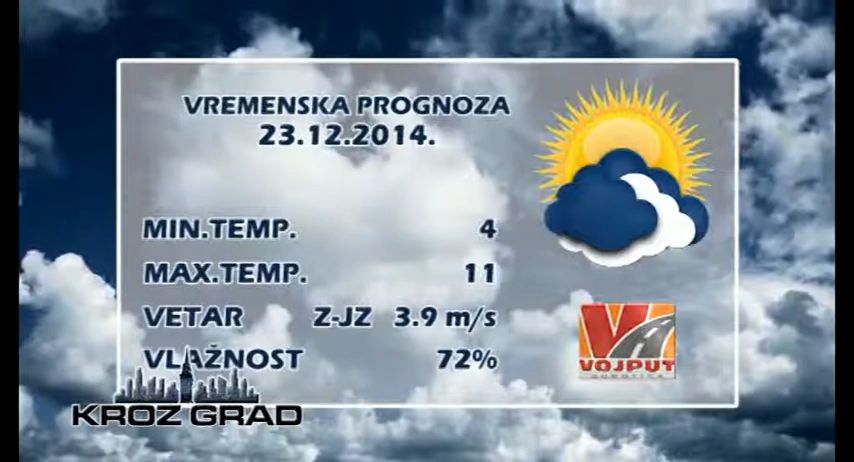 VREMENSKA PROGNOZA
23.12.2014.
MIN.TEMP. 4
MAX.TEMP. 11
VETAR Z-JZ 3.9 m/s
VLAŽNOST 72%
VOJPUT
SUBOTICA
KROZ GRAD